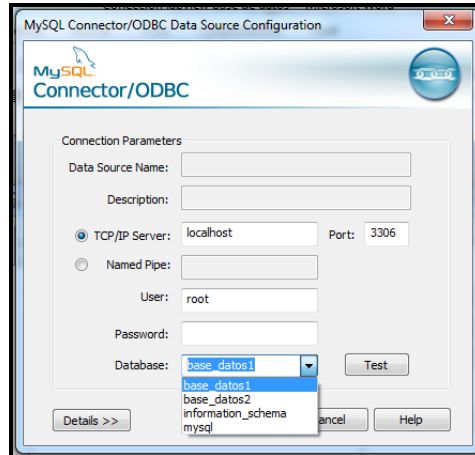 MySQL Connector/ODBC Data Source Configuration
MySQL
Connector/ODBC
Connection Parameters
Data Source Name:
Description:
TCP/IP Server: localhost Port: 3306
Named Pipe:
User: root
Password:
Database: base_datos1 Test
base_datos1
base_datos2
information_schema
mysql
Details >> ancel Help